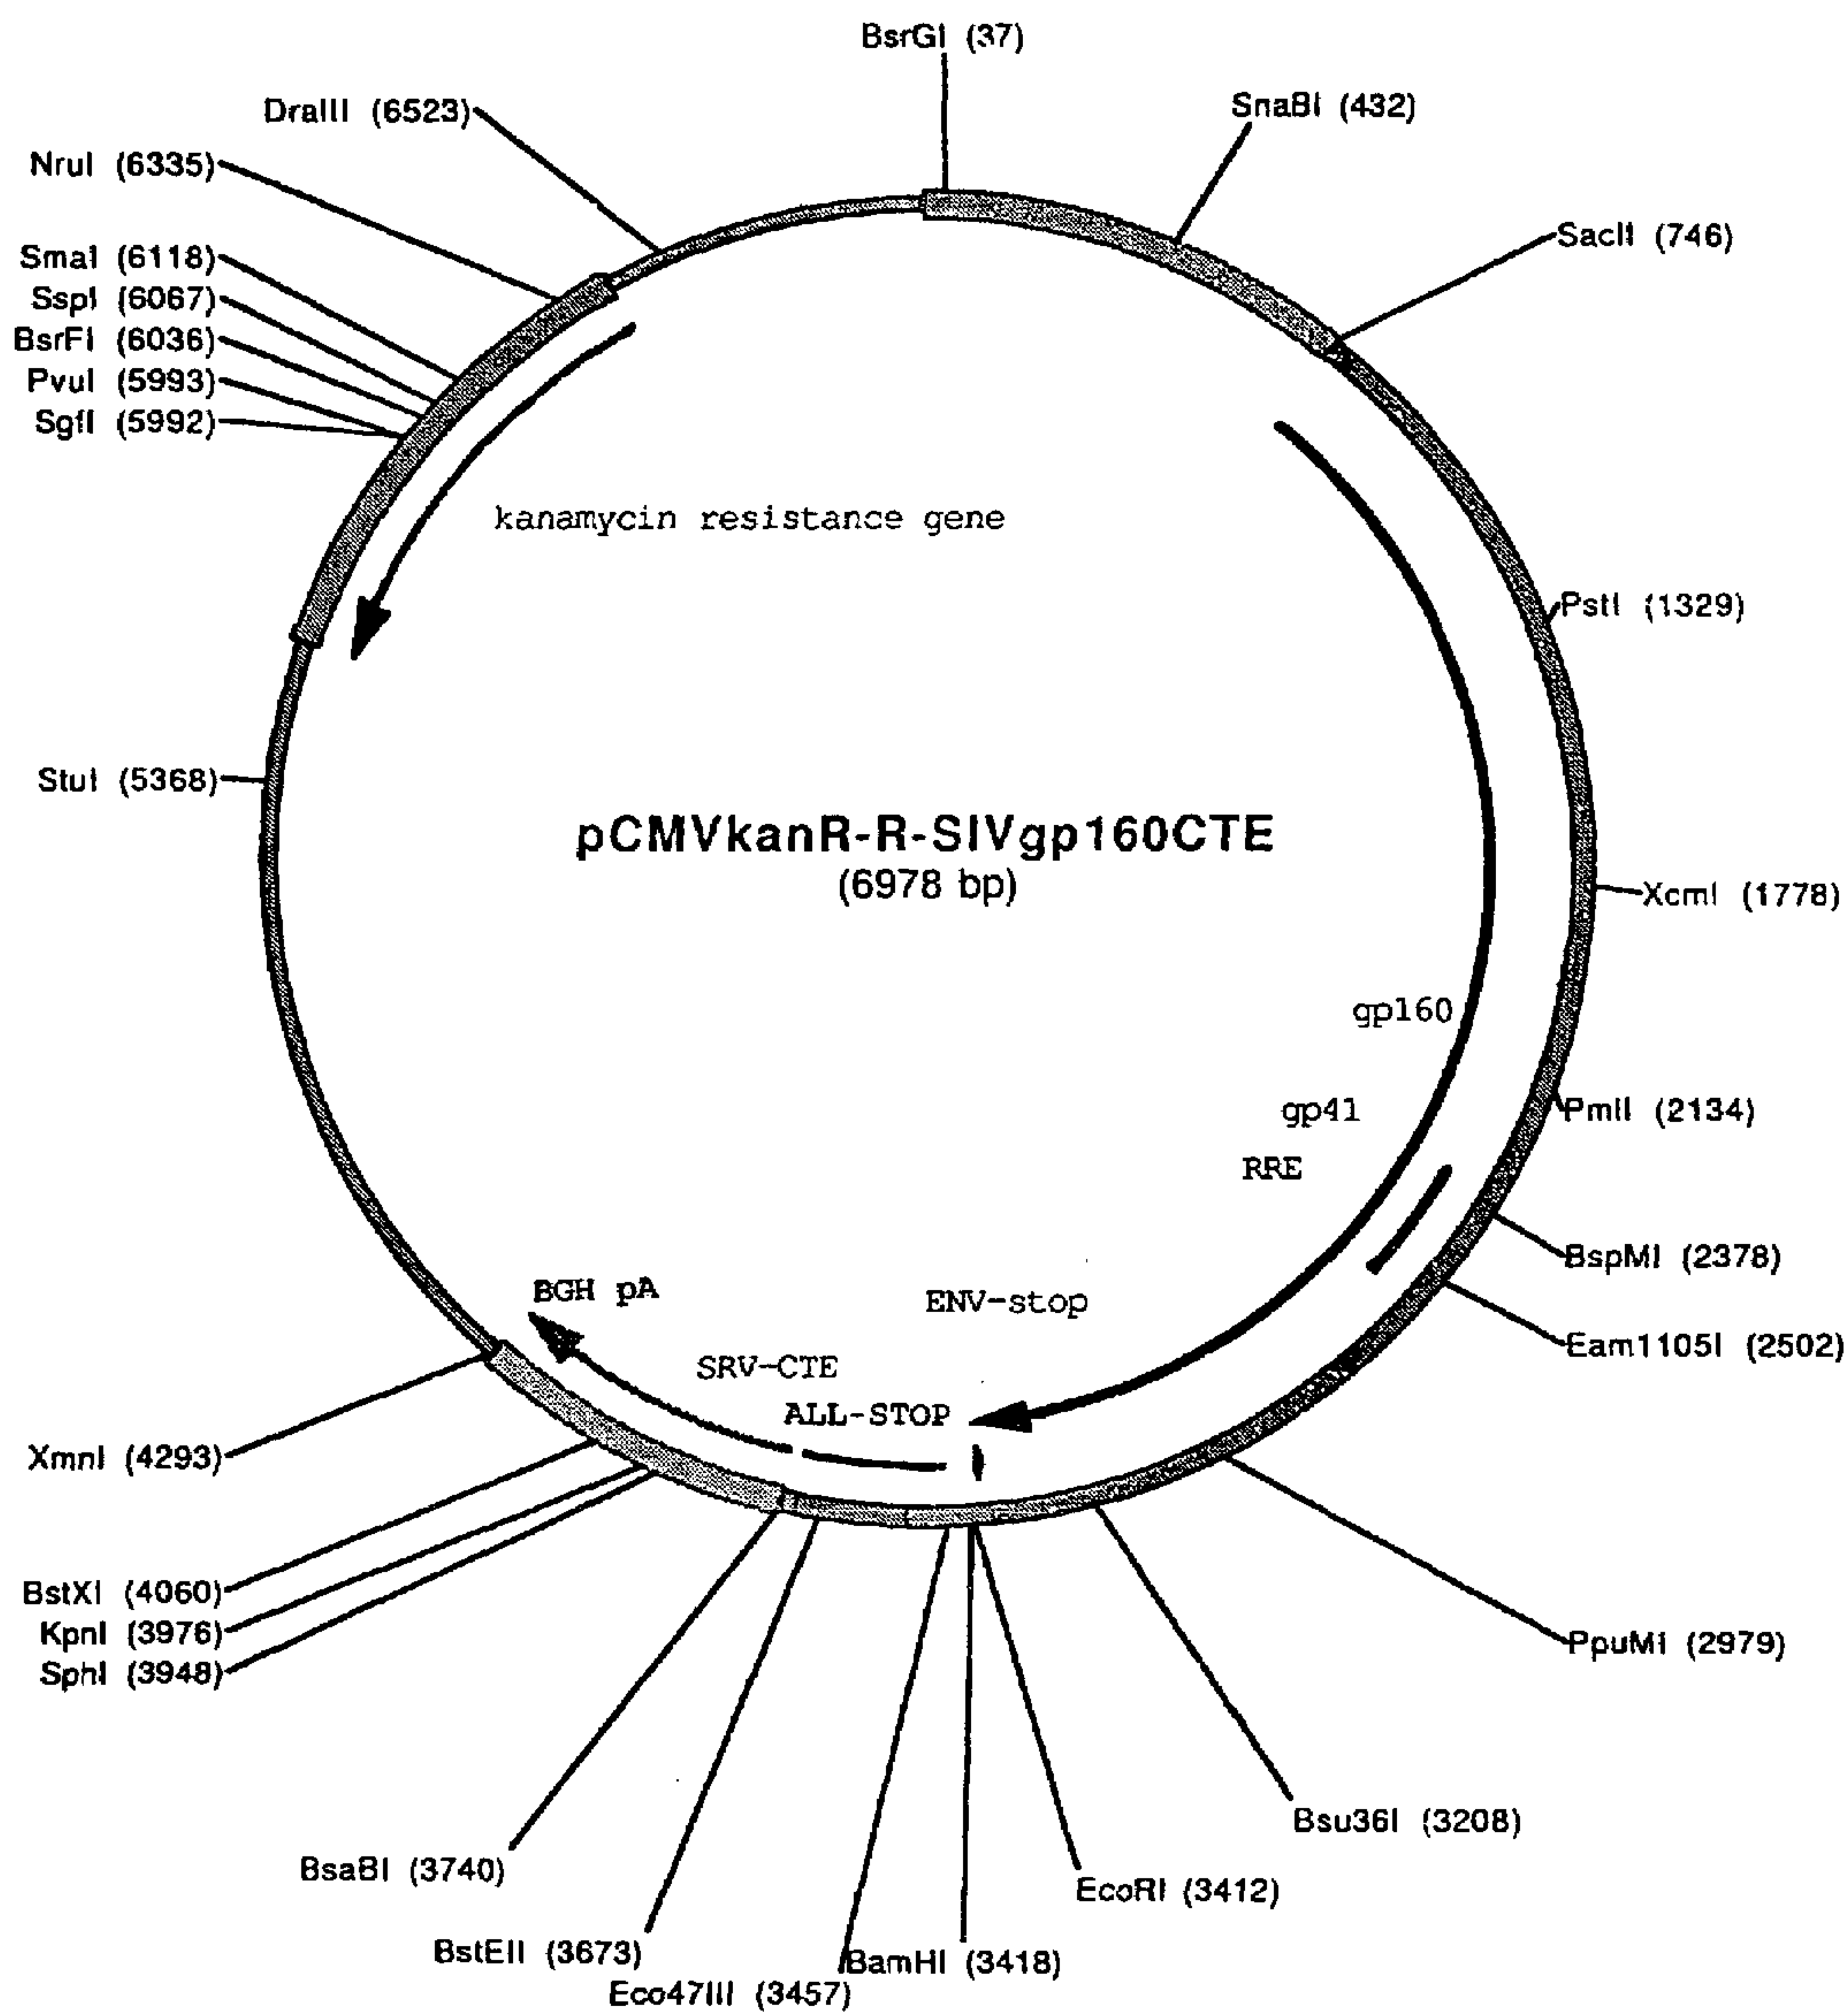 BsrGI (37)
SnaBI (432)
SacII (746)
PstI (1329)
XcmI (1778)
PmlI (2134)
BspMI (2378)
Eam1105I (2502)
PpuMI (2979)
Bsu36I (3208)
EcoRI (3412)
BamHI (3418)
Eco47III (3457)
BstEII (3673)
BsaBI (3740)
SphI (3948)
KpnI (3976)
BstXI (4060)
XmnI (4293)
StuI (5368)
SgfI (5992)
PvuI (5993)
BsrFI (6036)
SspI (6067)
SmaI (6118)
NruI (6335)
DraIII (6523)
kanamycin resistance gene
pCMVkanR-R-SIVgp160CTE
(6978 bp)
gp160
gp41
RRE
ENV-stop
ALL-STOP
SRV-CTE
BGH pA